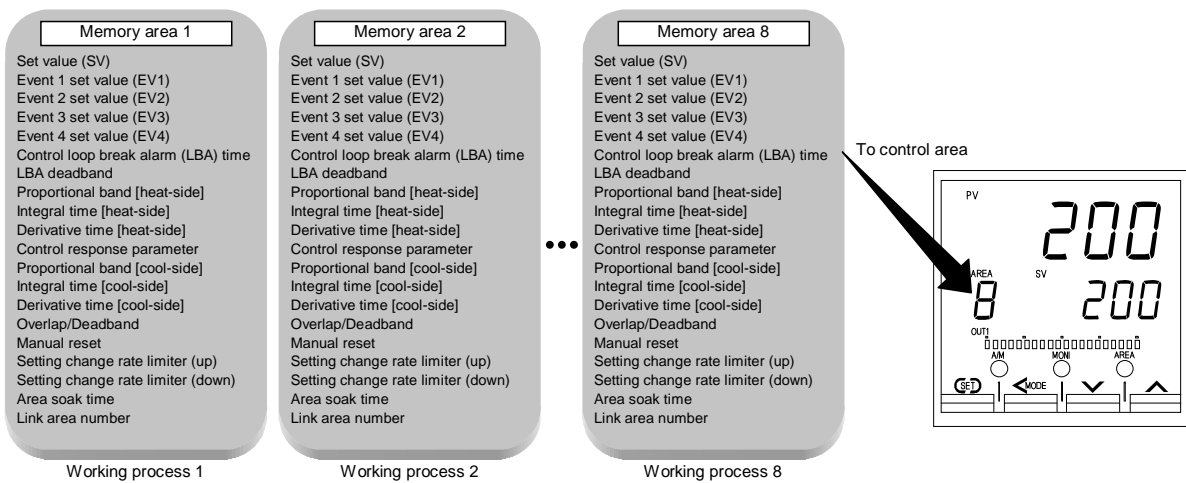 Memory area 1
Set value (SV)
Event 1 set value (EV1)
Event 2 set value (EV2)
Event 3 set value (EV3)
Event 4 set value (EV4)
Control loop break alarm (LBA) time
LBA deadband
Proportional band [heat-side]
Integral time [heat-side]
Derivative time [heat-side]
Control response parameter
Proportional band [cool-side]
Integral time [cool-side]
Derivative time [cool-side]
Overlap/Deadband
Manual reset
Setting change rate limiter (up)
Setting change rate limiter (down)
Area soak time
Link area number
Working process 1
Memory area 2
Set value (SV)
Event 1 set value (EV1)
Event 2 set value (EV2)
Event 3 set value (EV3)
Event 4 set value (EV4)
Control loop break alarm (LBA) time
LBA deadband
Proportional band [heat-side]
Integral time [heat-side]
Derivative time [heat-side]
Control response parameter
Proportional band [cool-side]
Integral time [cool-side]
Derivative time [cool-side]
Overlap/Deadband
Manual reset
Setting change rate limiter (up)
Setting change rate limiter (down)
Area soak time
Link area number
Working process 2
Memory area 8
Set value (SV)
Event 1 set value (EV1)
Event 2 set value (EV2)
Event 3 set value (EV3)
Event 4 set value (EV4)
Control loop break alarm (LBA) time
LBA deadband
Proportional band [heat-side]
Integral time [heat-side]
Derivative time [heat-side]
Control response parameter
Proportional band [cool-side]
Integral time [cool-side]
Derivative time [cool-side]
Overlap/Deadband
Manual reset
Setting change rate limiter (up)
Setting change rate limiter (down)
Area soak time
Link area number
Working process 8
To control area
PV
200
AREA SV
8 200
OUT1
A/M MONI AREA
SET <MODE